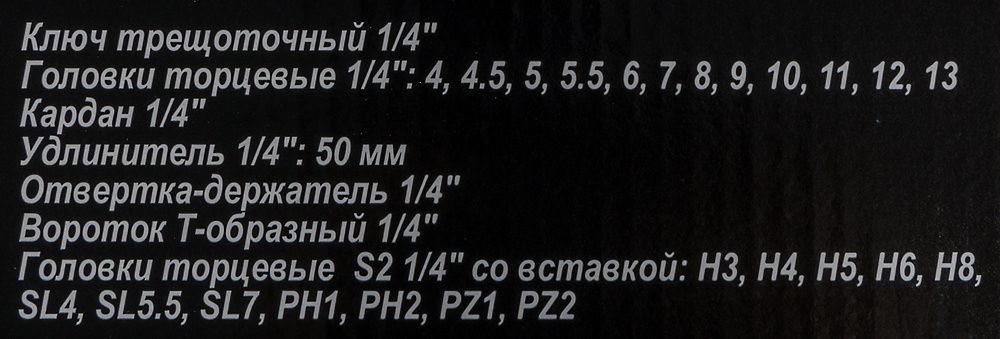 Ключ трещоточный 1/4"
Головки торцевые 1/4": 4, 4.5, 5, 5.5, 6, 7, 8, 9, 10, 11, 12, 13
Кардан 1/4"
Удлинитель 1/4": 50 мм
Отвертка-держатель 1/4"
Вороток Т-образный 1/4"
Головки торцевые S2 1/4" со вставкой: H3, H4, H5, H6, H8,
SL4, SL5.5, SL7, PH1, PH2, PZ1, PZ2